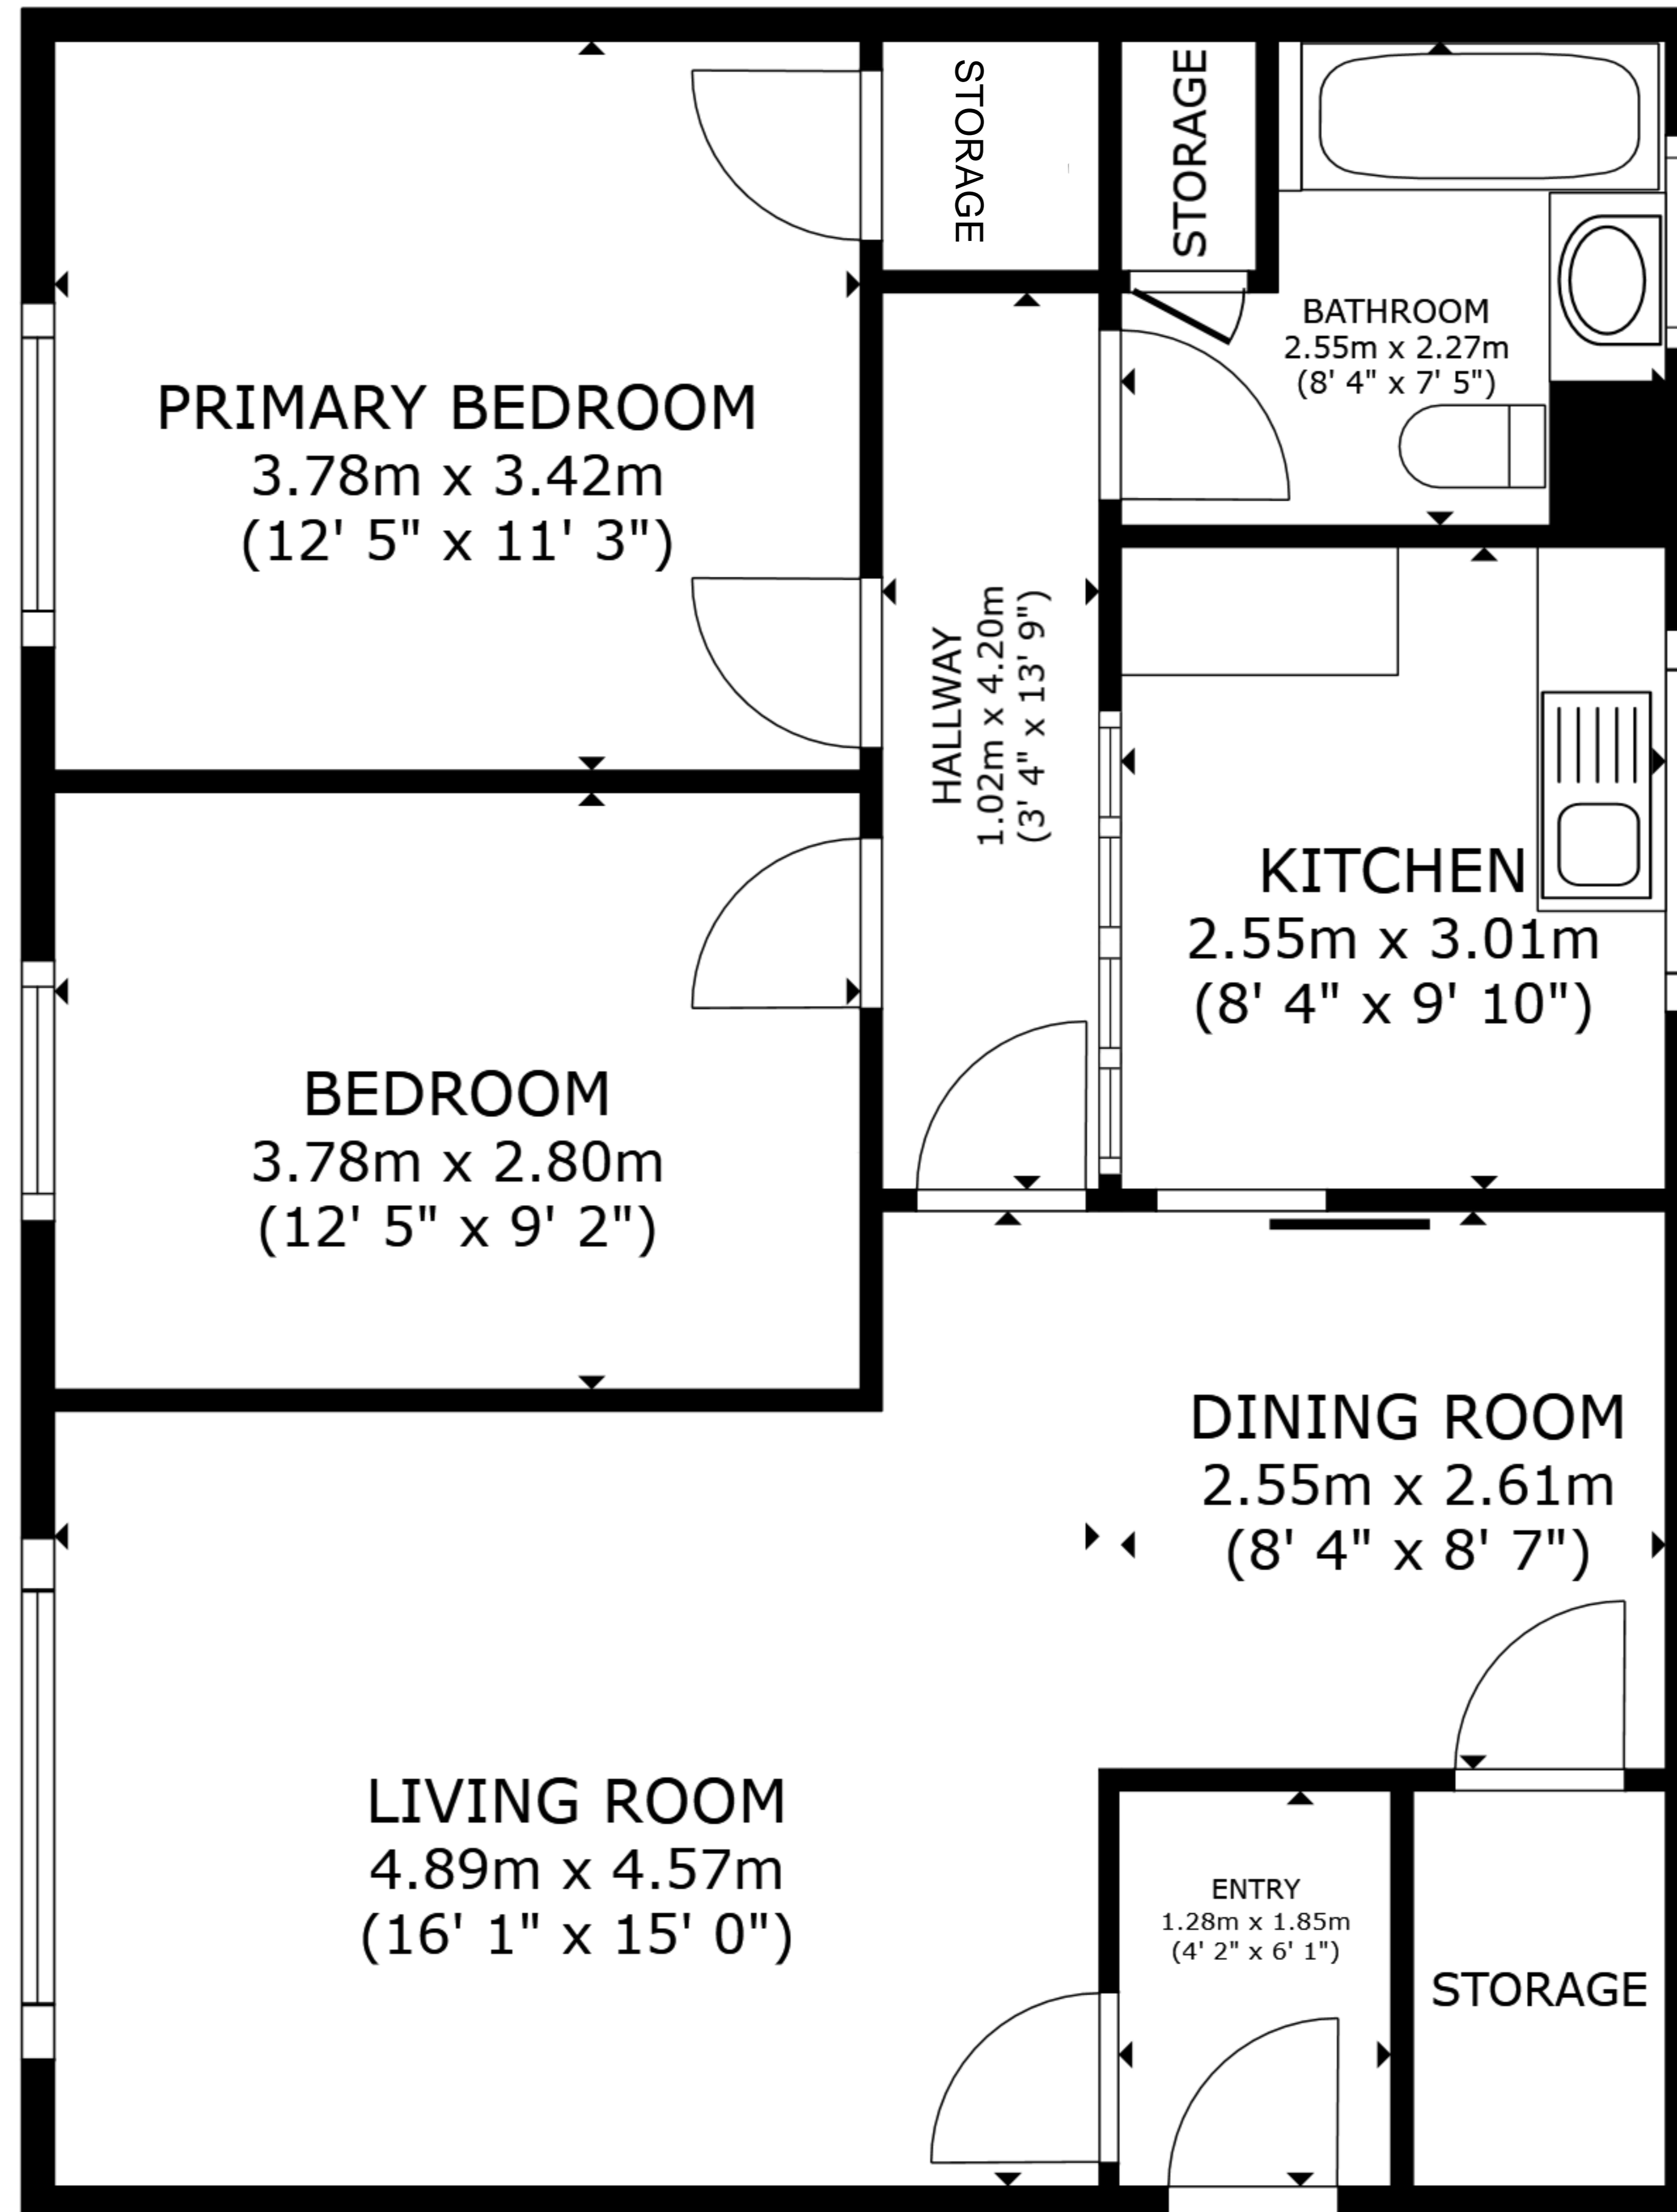 STORAGE
STORAGE
BATHROOM
2.55m x 2.27m
(8' 4" x 7' 5")
PRIMARY BEDROOM
3.78m x 3.42m
(12' 5" x 11' 3")
HALLWAY
1.02m x 4.20m
(3' 4" x 13' 9")
KITCHEN
2.55m x 3.01m
(8' 4" x 9' 10")
BEDROOM
3.78m x 2.80m
(12' 5" x 9' 2")
DINING ROOM
2.55m x 2.61m
(8' 4" x 8' 7")
LIVING ROOM
4.89m x 4.57m
(16' 1" x 15' 0")
ENTRY
1.28m x 1.85m
(4' 2" x 6' 1")
STORAGE